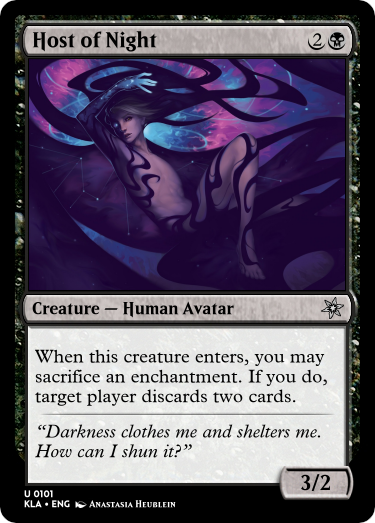 Host of Night 2
Creature — Human Avatar
When this creature enters, you may
sacrifice an enchantment. If you do,
target player discards two cards.
“Darkness clothes me and shelters me.
How can I shun it?”
3/2
U 0101
KLA • ENG Anastasia Heublein